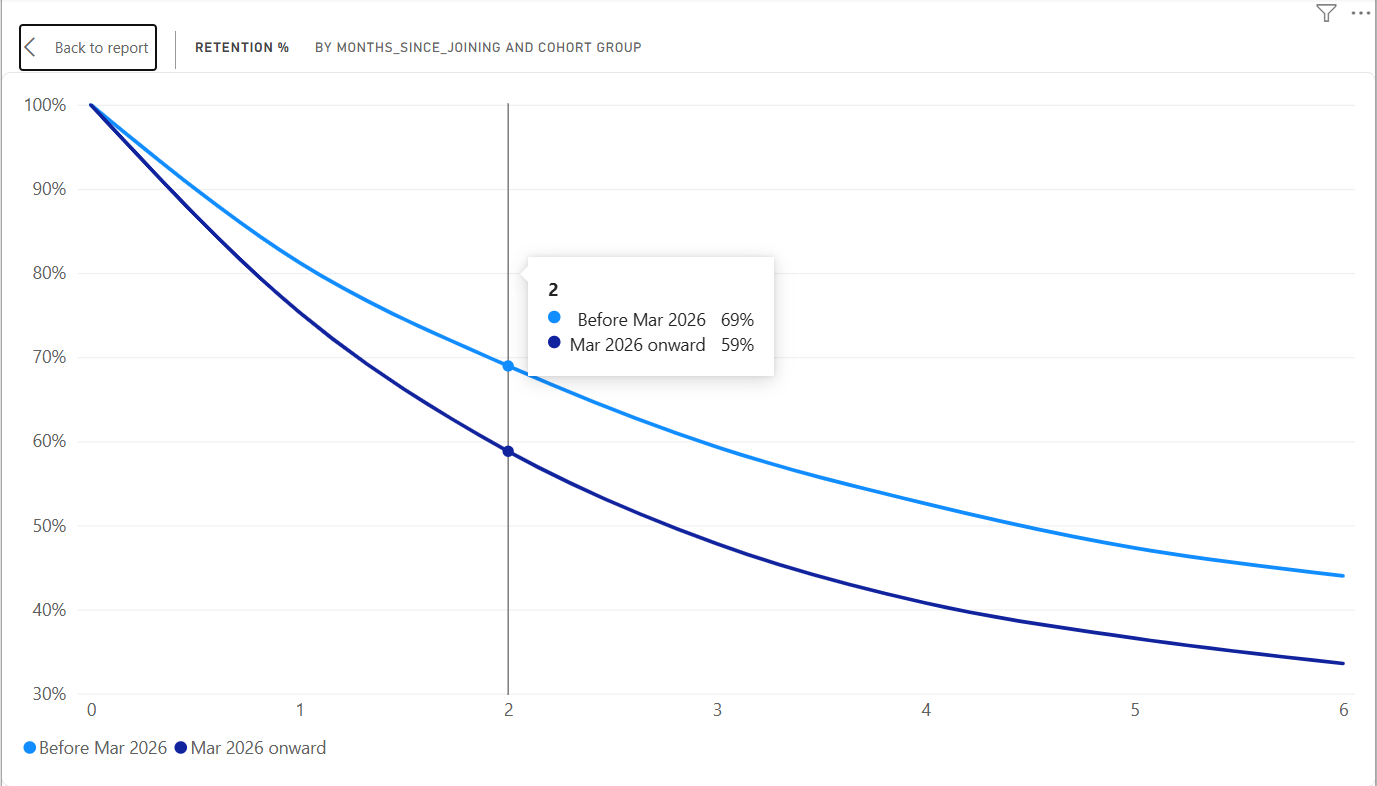 Back to report
RETENTION % BY MONTHS_SINCE_JOINING AND COHORT GROUP
100%
90%
80%
70%
60%
50%
40%
30%
2
Before Mar 2026 69%
Mar 2026 onward 59%
0 1 2 3 4 5 6
Before Mar 2026 Mar 2026 onward